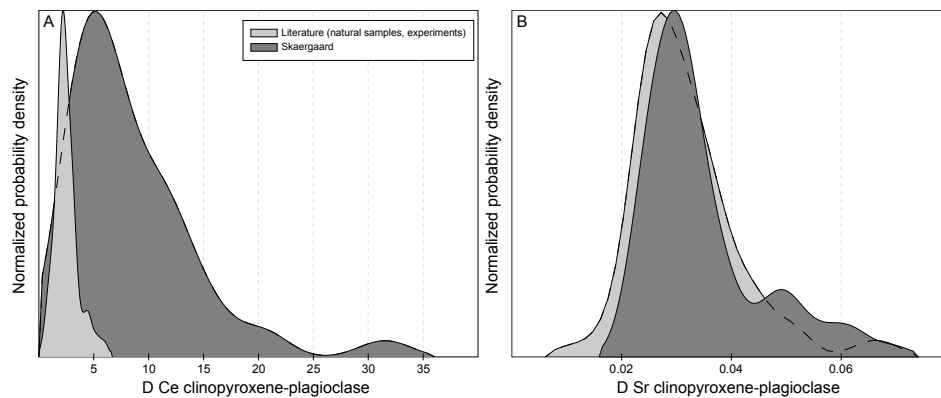 A
Literature (natural samples, experiments)
Skaergaard
Normalized probability density
5 10 15 20 25 30 35
D Ce clinopyroxene-plagioclase
B
Normalized probability density
0.02 0.04 0.06
D Sr clinopyroxene-plagioclase